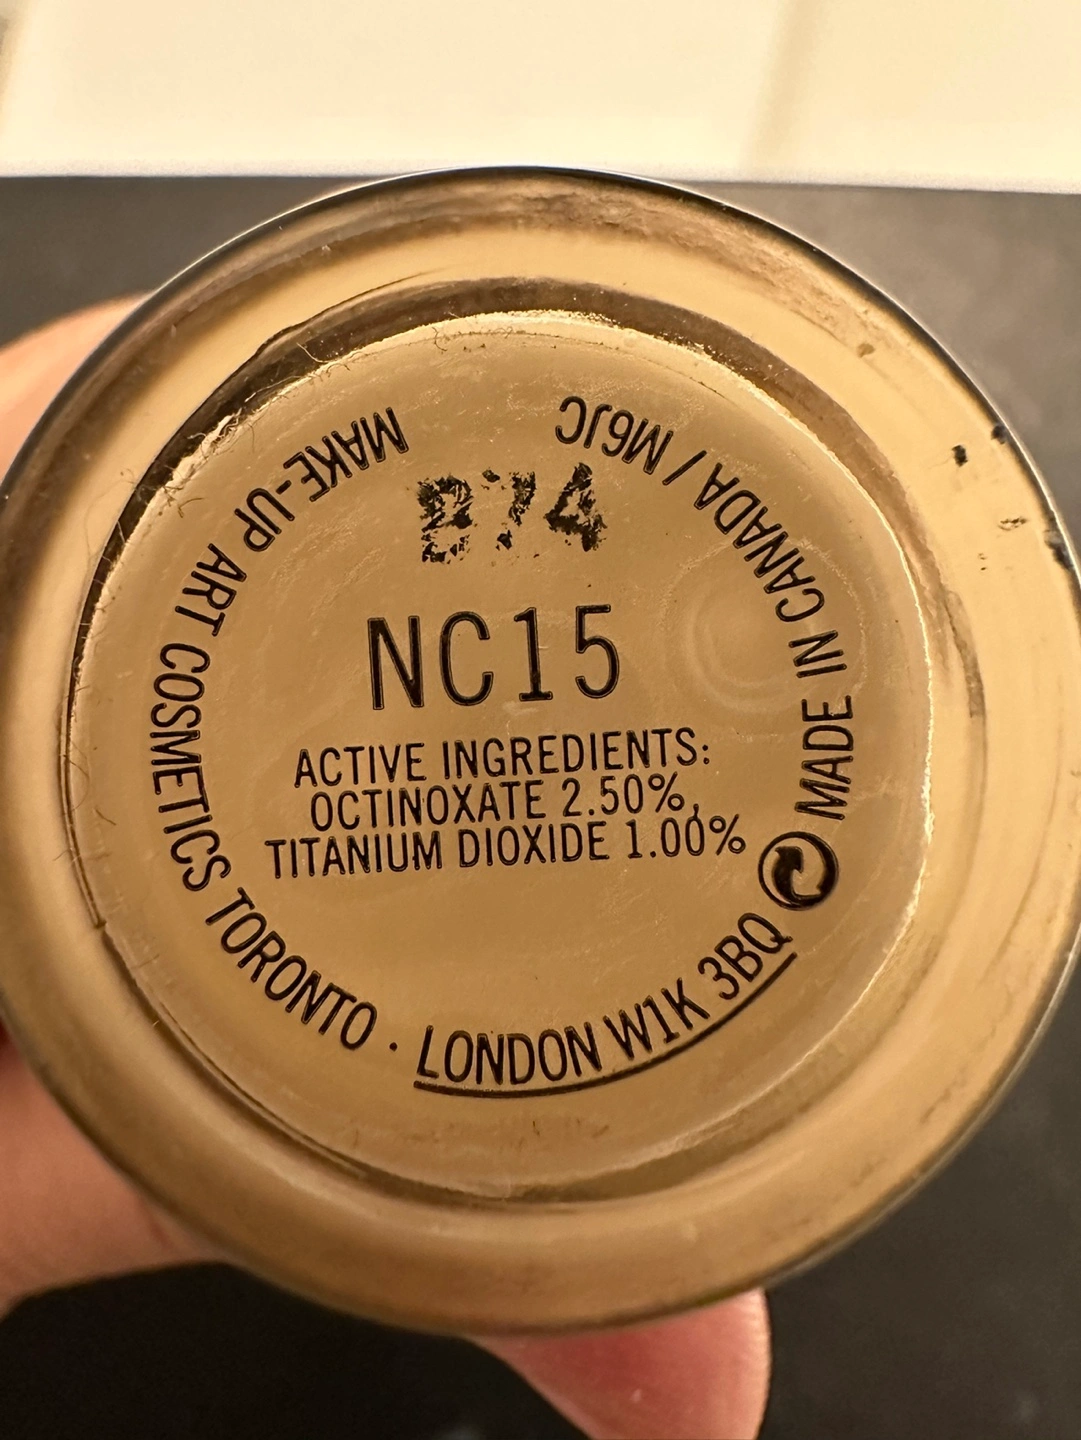 B74
NC15
ACTIVE INGREDIENTS:
OCTINOXATE 2.50%,
TITANIUM DIOXIDE 1.00%
MAKE-UP ART COSMETICS TORONTO · LONDON W1K 3BQ
MADE IN CANADA / M6JC